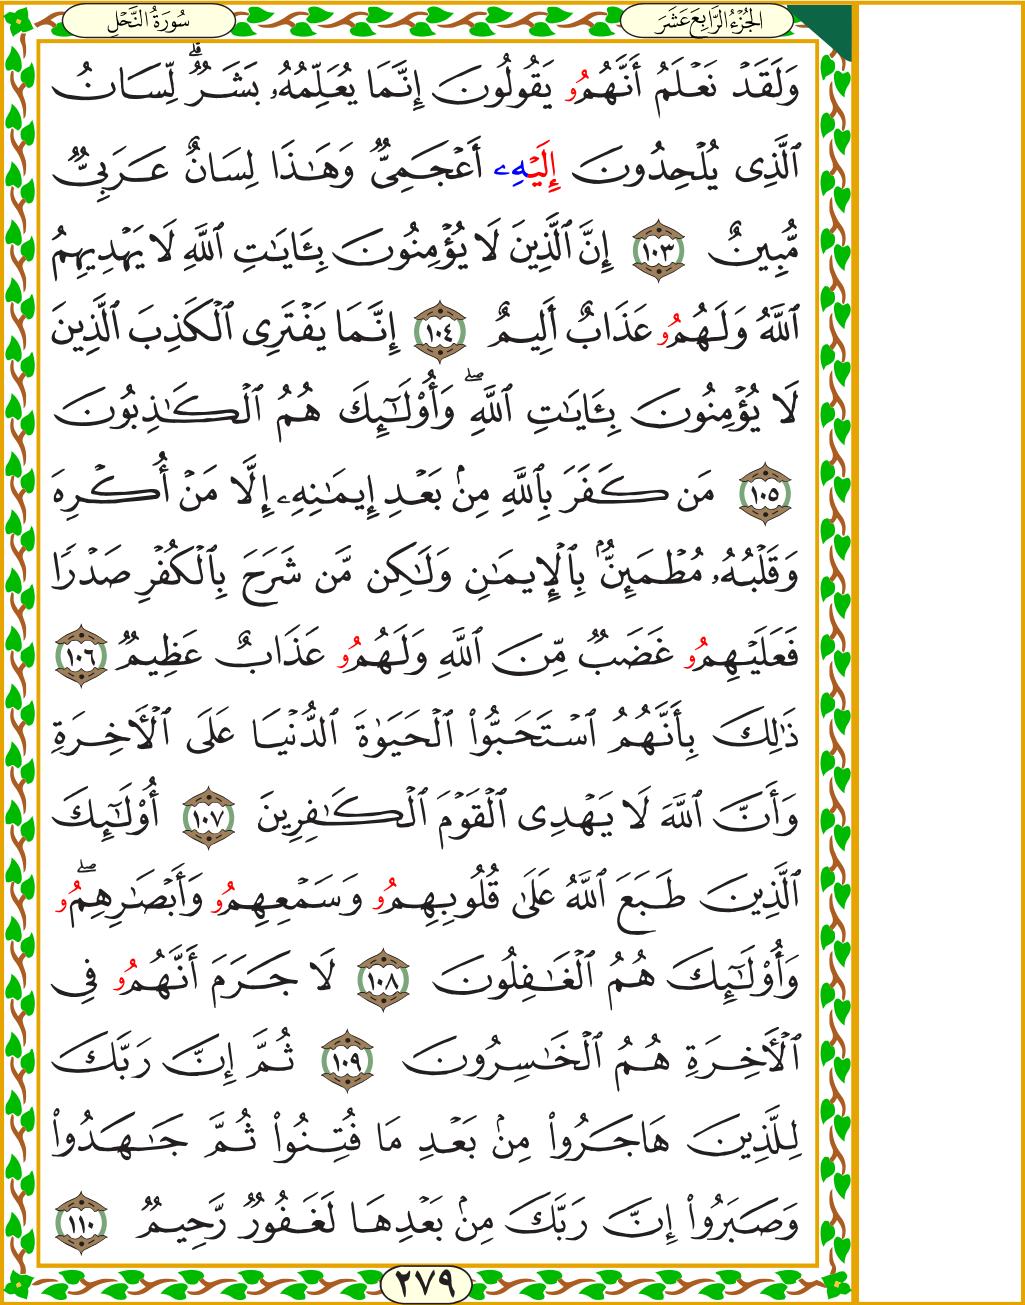 الجُزْءُ الرَّابِعَ عَشَرَ
سُورَةُ النَّحْلِ
وَلَقَدۡ نَعۡلَمُ أَنَّهُمُۥ يَقُولُونَ إِنَّمَا يُعَلِّمُهُۥ بَشَرٞۗ لِّسَانُ
ٱلَّذِي يُلۡحِدُونَ إِلَيۡهِۦ أَعۡجَمِيّٞ وَهَٰذَا لِسَانٌ عَرَبِيّٞ
مُّبِينٌ ١٠٣ إِنَّ ٱلَّذِينَ لَا يُؤۡمِنُونَ بِـَٔايَٰتِ ٱللَّهِ لَا يَهۡدِيهِمُ
ٱللَّهُ وَلَهُمُۥ عَذَابٌ أَلِيمٌ ١٠٤ إِنَّمَا يَفۡتَرِي ٱلۡكَذِبَ ٱلَّذِينَ
لَا يُؤۡمِنُونَ بِـَٔايَٰتِ ٱللَّهِۖ وَأُوْلَٰٓئِكَ هُمُ ٱلۡكَٰذِبُونَ
١٠٥ مَن كَفَرَ بِٱللَّهِ مِنۢ بَعۡدِ إِيمَٰنِهِۦ إِلَّا مَنۡ أُكۡرِهَ
وَقَلۡبُهُۥ مُطۡمَئِنُّۢ بِٱلۡإِيمَٰنِ وَلَٰكِن مَّن شَرَحَ بِٱلۡكُفۡرِ صَدۡرٗا
فَعَلَيۡهِمُۥ غَضَبٞ مِّنَ ٱللَّهِ وَلَهُمُۥ عَذَابٌ عَظِيمٞ ١٠٦
ذَٰلِكَ بِأَنَّهُمُ ٱسۡتَحَبُّواْ ٱلۡحَيَوٰةَ ٱلدُّنۡيَا عَلَى ٱلۡأٓخِرَةِ
وَأَنَّ ٱللَّهَ لَا يَهۡدِي ٱلۡقَوۡمَ ٱلۡكَٰفِرِينَ ١٠٧ أُوْلَٰٓئِكَ
ٱلَّذِينَ طَبَعَ ٱللَّهُ عَلَىٰ قُلُوبِهِمُۥ وَسَمۡعِهِمُۥ وَأَبۡصَٰرِهِمُۥۖ
وَأُوْلَٰٓئِكَ هُمُ ٱلۡغَٰفِلُونَ ١٠٨ لَا جَرَمَ أَنَّهُمُۥ فِي
ٱلۡأٓخِرَةِ هُمُ ٱلۡخَٰسِرُونَ ١٠٩ ثُمَّ إِنَّ رَبَّكَ
لِلَّذِينَ هَاجَرُواْ مِنۢ بَعۡدِ مَا فُتِنُواْ ثُمَّ جَٰهَدُواْ
وَصَبَرُواْ إِنَّ رَبَّكَ مِنۢ بَعۡدِهَا لَغَفُورٞ رَّحِيمٞ ١١٠
٢٧٩